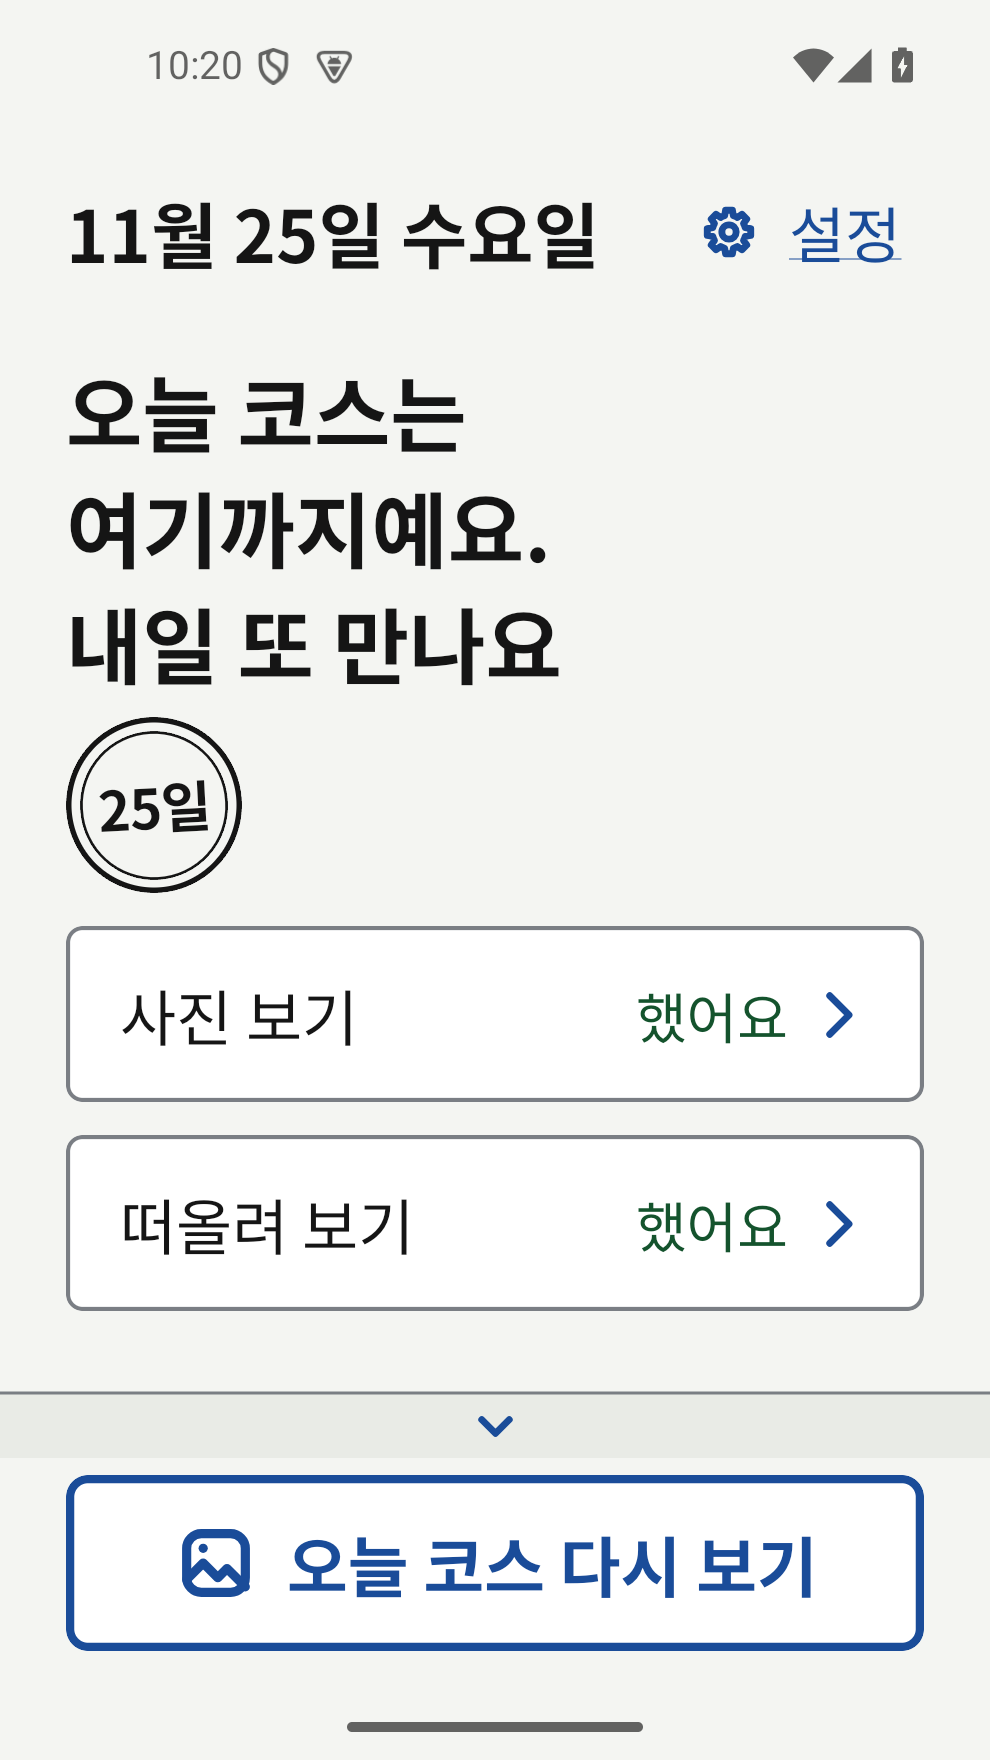 10:20
11월 25일 수요일
설정
오늘 코스는
여기까지예요.
내일 또 만나요
25일
사진 보기 했어요
떠올려 보기 했어요
오늘 코스 다시 보기